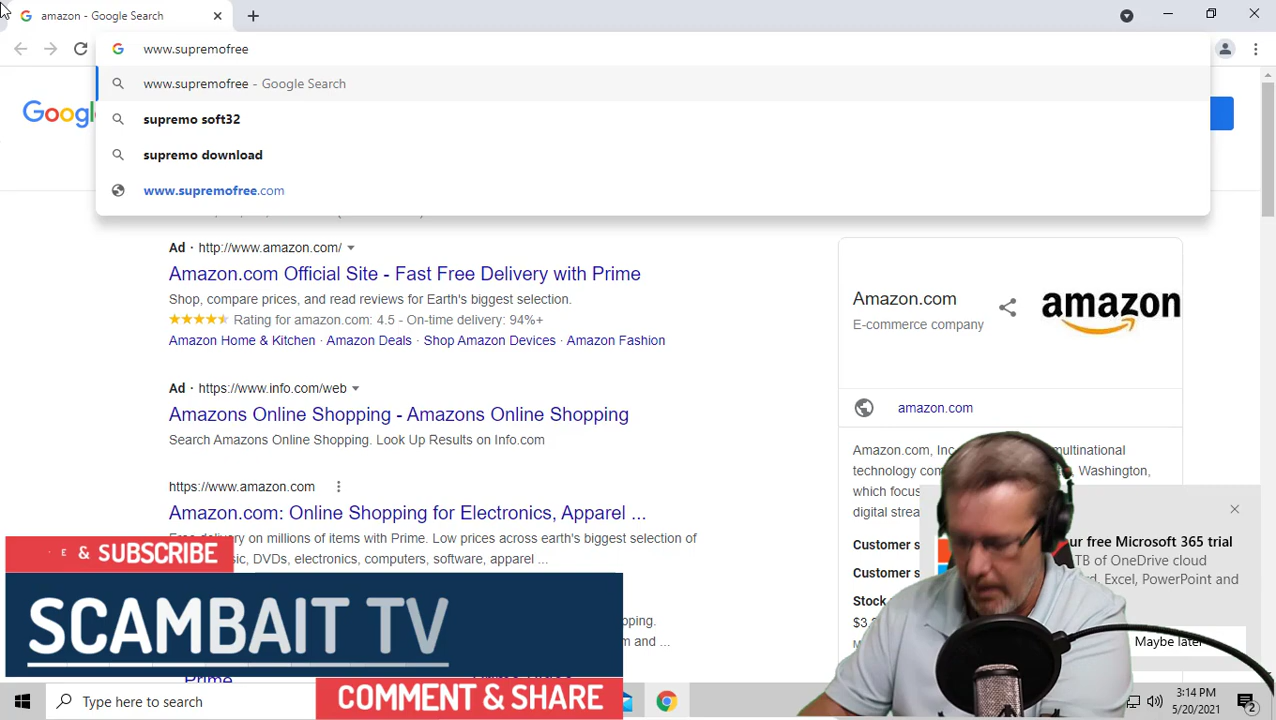 amazon - Google Search
www.supremofree
www.supremofree - Google Search
supremo soft32
supremo download
www.supremofree.com
Goog
Ad · http://www.amazon.com/
Amazon.com Official Site - Fast Free Delivery with Prime
Shop, compare prices, and read reviews for Earth's biggest selection.
Rating for amazon.com: 4.5 - On-time delivery: 94%+
Amazon Home & Kitchen · Amazon Deals · Shop Amazon Devices · Amazon Fashion
Ad · https://www.info.com/web
Amazons Online Shopping - Amazons Online Shopping
Search Amazons Online Shopping. Look Up Results on Info.com
https://www.amazon.com
Amazon.com: Online Shopping for Electronics, Apparel ...
Free delivery on millions of items with Prime. Low prices across earth's biggest selection of
DVDs, electronics, computers, software, apparel ...
Amazon.com
E-commerce company
amazon
amazon.com
Amazon.com, Inc multinational
technology Washington,
which focus
digital
Customer s
Customer
Stock
free Microsoft 365 trial
TB of OneDrive cloud
Excel, PowerPoint and
Maybe later
& SUBSCRIBE
SCAMBAIT TV
COMMENT & SHARE
and ...
Type here to search
3:14 PM
5/20/2021
2